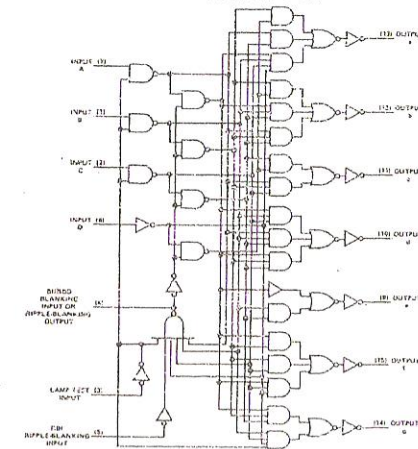 INPUT A (7)
INPUT B (1)
INPUT C (2)
INPUT D (6)
BI/RBO
BLANKING
INPUT OR (4)
RIPPLE-BLANKING
OUTPUT
LAMP-TEST (3)
INPUT
RBI (5)
RIPPLE-BLANKING
INPUT
(13) OUTPUT a
(12) OUTPUT b
(11) OUTPUT c
(10) OUTPUT d
(9) OUTPUT e
(15) OUTPUT f
(14) OUTPUT